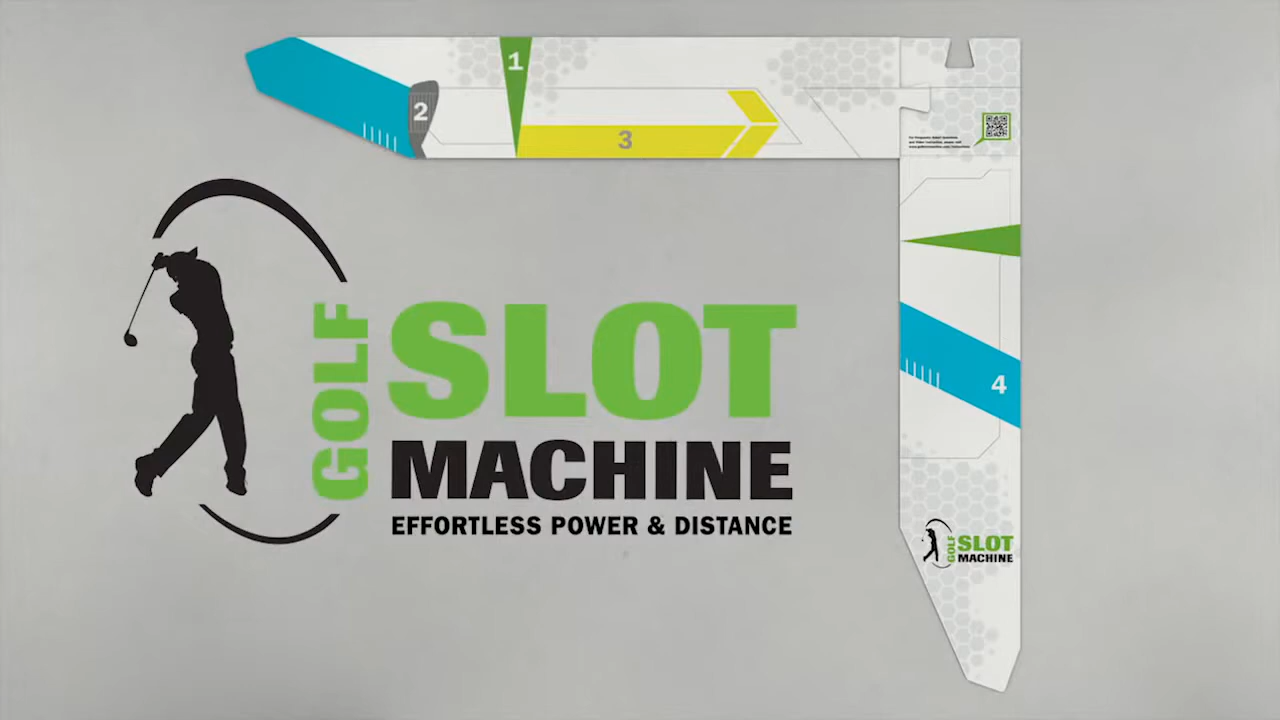 1
2
3
4
GOLF
SLOT
MACHINE
EFFORTLESS POWER & DISTANCE
GOLF
SLOT
MACHINE